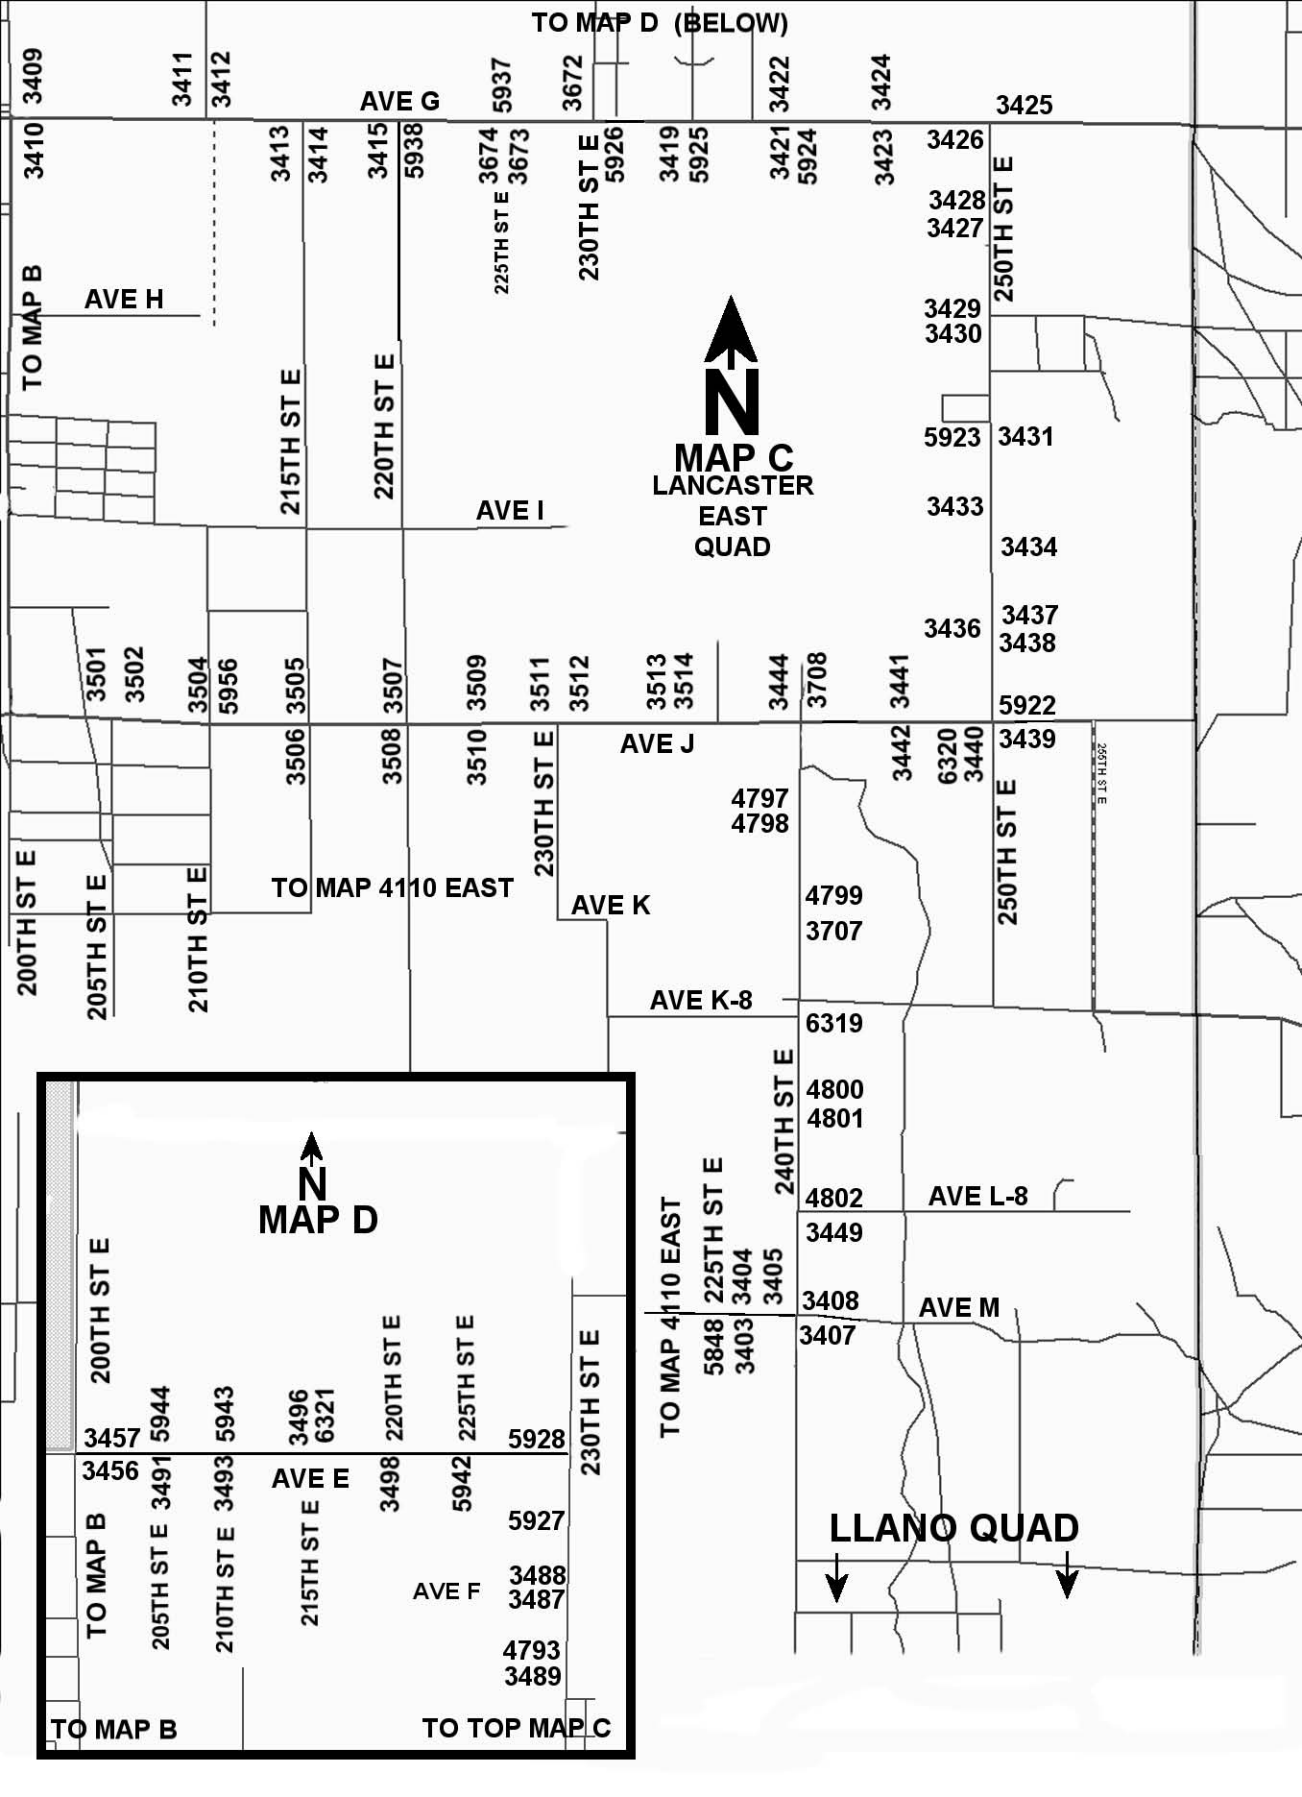 TO MAP D (BELOW)
3409
3411
3412
5937
3672
3422
3424
AVE G
3425
3410
3413
3414
3415
5938
3674
3673
225TH ST E
230TH ST E
5926
3419
5925
3421
5924
3423
3426
250TH ST E
3428
3427
TO MAP B
AVE H
3429
3430
215TH ST E
220TH ST E
N
MAP C
LANCASTER
EAST
QUAD
5923
3431
AVE I
3433
3434
3436
3437
3438
3501
3502
3504
5956
3505
3507
3509
3511
3512
3513
3514
3444
3708
3441
5922
AVE J
3506
3508
3510
230TH ST E
3442
6320
3440
3439
255TH ST E
250TH ST E
4797
4798
200TH ST E
205TH ST E
210TH ST E
TO MAP 4110 EAST
AVE K
4799
3707
AVE K-8
6319
240TH ST E
4800
4801
4802
AVE L-8
3449
TO MAP 4110 EAST
225TH ST E
3404
3405
3408
AVE M
5848
3403
3407
LLANO QUAD
N
MAP D
200TH ST E
5944
5943
3496
6321
220TH ST E
225TH ST E
230TH ST E
3457
5928
3456
3491
3493
AVE E
3498
5942
TO MAP B
205TH ST E
210TH ST E
215TH ST E
5927
AVE F
3488
3487
4793
3489
TO MAP B
TO TOP MAP C